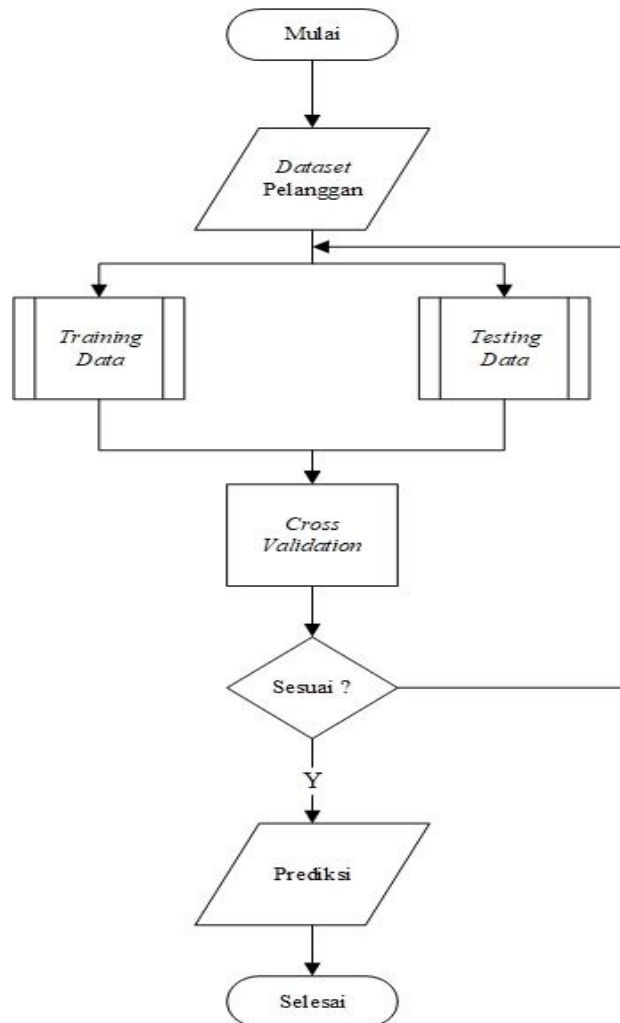 Mulai
Dataset
Pelanggan
Training
Data
Testing
Data
Cross
Validation
Sesuai ?
Y
Prediksi
Selesai